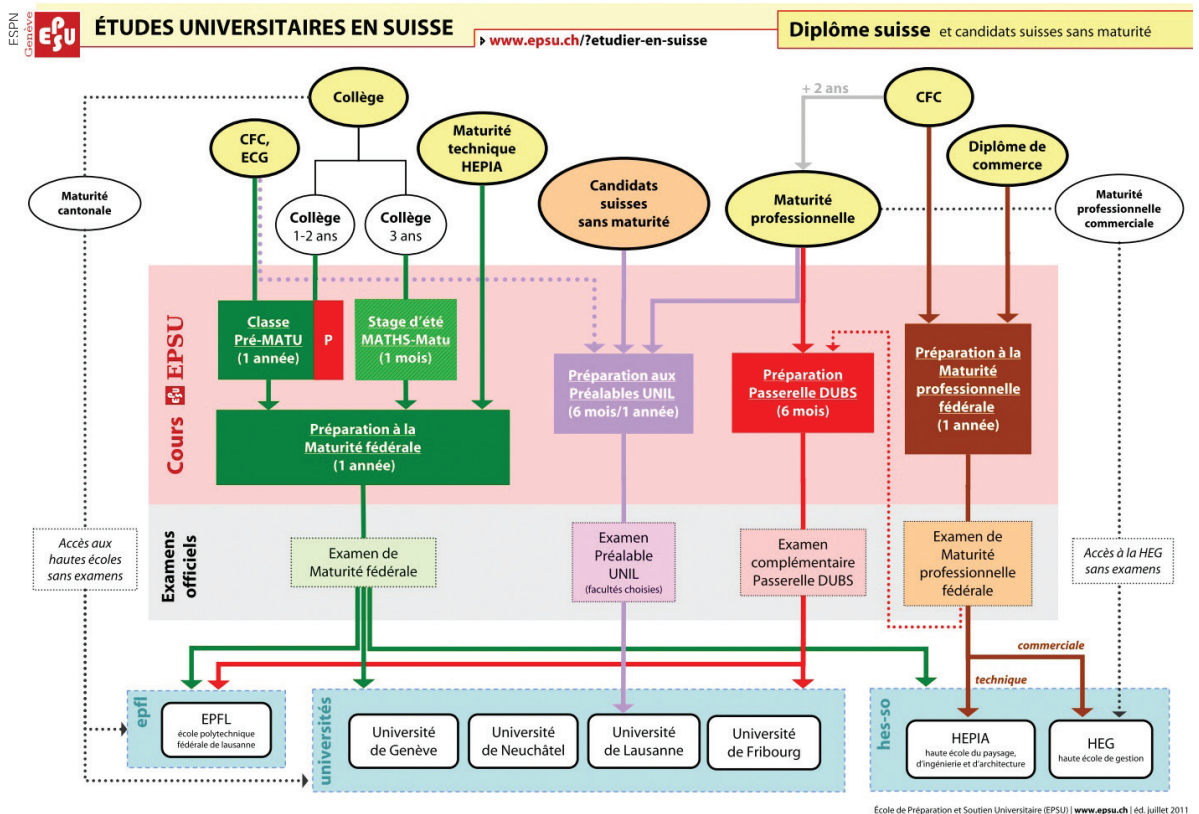 ESPN
Genève
EPSU
ÉTUDES UNIVERSITAIRES EN SUISSE
www.epsu.ch/?etudier-en-suisse
Diplôme suisse et candidats suisses sans maturité
Collège
+ 2 ans
CFC
CFC,
ECG
Maturité
technique
HEPIA
Diplôme de
commerce
Maturité
cantonale
Collège
1-2 ans
Collège
3 ans
Candidats
suisses
sans maturité
Maturité
professionnelle
Maturité
professionnelle
commerciale
Cours EPSU EPSU
Classe
Pré-MATU
(1 année)
P
Stage d'été
MATHS-Matu
(1 mois)
Préparation aux
Préalables UNIL
(6 mois/1 année)
Préparation
Passerelle DUBS
(6 mois)
Préparation à la
Maturité
professionnelle
fédérale
(1 année)
Préparation à la
Maturité fédérale
(1 année)
Accès aux
hautes écoles
sans examens
Examens
officiels
Examen de
Maturité fédérale
Examen
Préalable
UNIL
(facultés choisies)
Examen
complémentaire
Passerelle DUBS
Examen de
Maturité
professionnelle
fédérale
Accès à la HEG
sans examens
commerciale
technique
epfl
EPFL
école polytechnique
fédérale de lausanne
universités
Université
de Genève
Université
de Neuchâtel
Université
de Lausanne
Université
de Fribourg
hes-so
HEPIA
haute école du paysage,
d'ingénierie et d'architecture
HEG
haute école de gestion
École de Préparation et Soutien Universitaire (EPSU) | www.epsu.ch | éd. juillet 2011